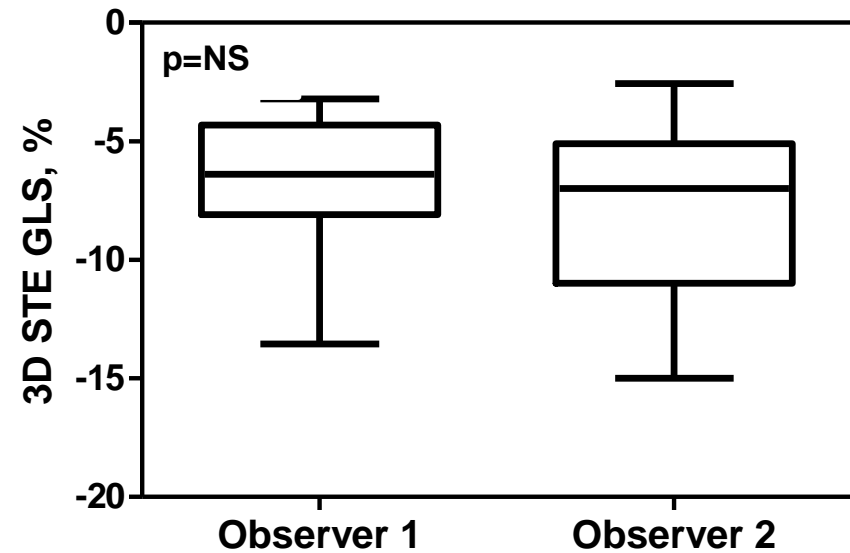 3D STE GLS, %
0
-5
-10
-15
-20
p=NS
Observer 1
Observer 2